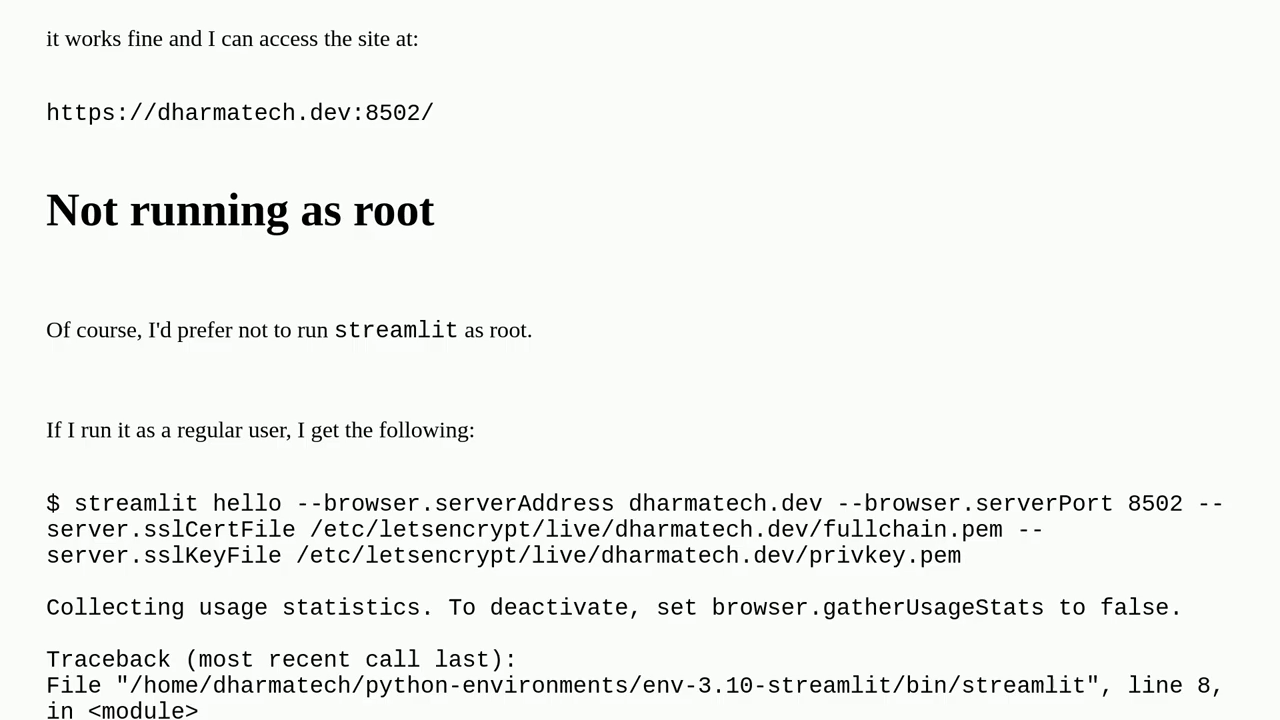 it works fine and I can access the site at:
https://dharmatech.dev:8502/
Not running as root
Of course, I'd prefer not to run streamlit as root.
If I run it as a regular user, I get the following:
$ streamlit hello --browser.serverAddress dharmatech.dev --browser.serverPort 8502 --
server.sslCertFile /etc/letsencrypt/live/dharmatech.dev/fullchain.pem --
server.sslKeyFile /etc/letsencrypt/live/dharmatech.dev/privkey.pem
Collecting usage statistics. To deactivate, set browser.gatherUsageStats to false.
Traceback (most recent call last):
File "/home/dharmatech/python-environments/env-3.10-streamlit/bin/streamlit", line 8,
in <module>